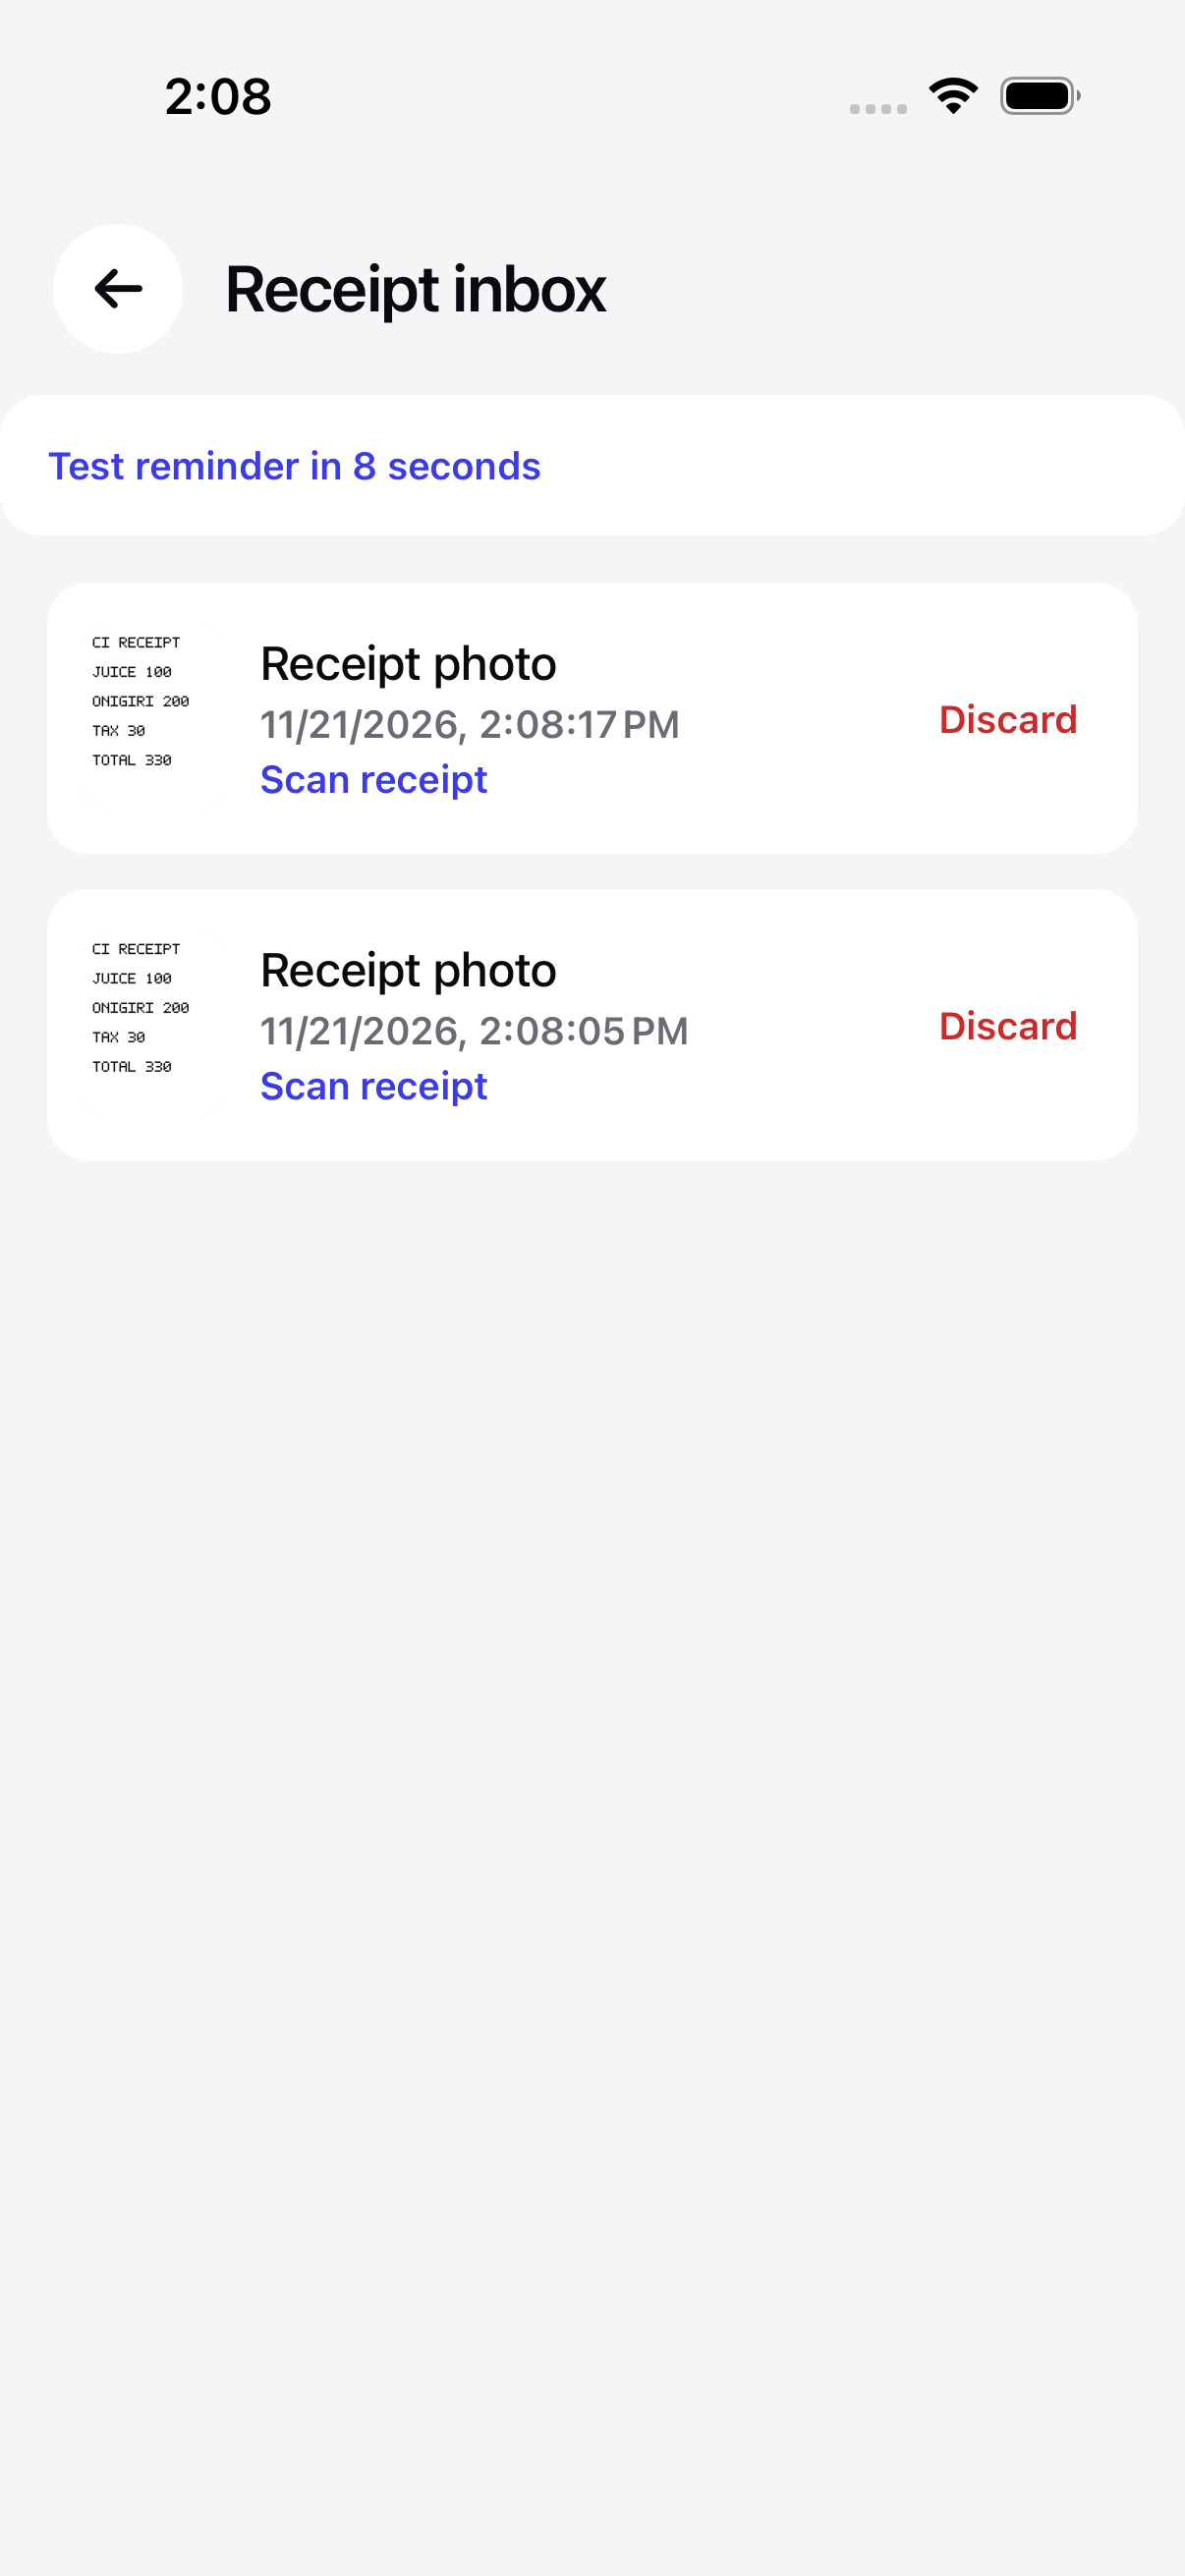 2:08
Receipt inbox
Test reminder in 8 seconds
CI RECEIPT
JUICE 100
ONIGIRI 200
TAX 30
TOTAL 330
Receipt photo
11/21/2026, 2:08:17 PM
Scan receipt
Discard
CI RECEIPT
JUICE 100
ONIGIRI 200
TAX 30
TOTAL 330
Receipt photo
11/21/2026, 2:08:05 PM
Scan receipt
Discard